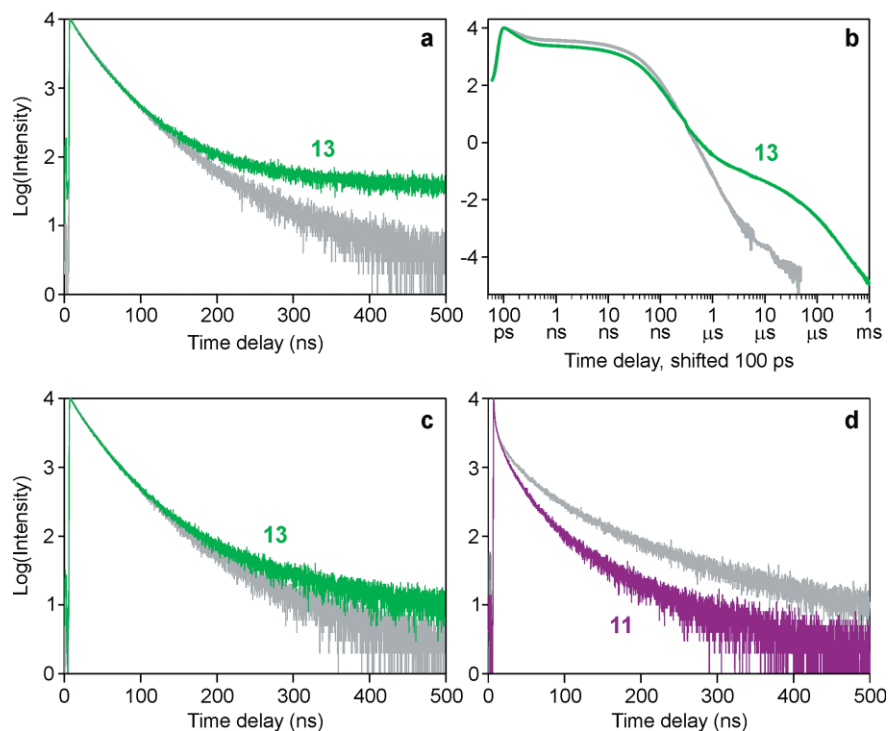 a
4
3
2
1
0
Log(Intensity)
13
0 100 200 300 400 500
Time delay (ns)
b
4
2
0
-2
-4
13
100 1 10 100 1 10 100 1
ps ns ns ns μs μs μs ms
Time delay, shifted 100 ps
c
4
3
2
1
0
Log(Intensity)
13
0 100 200 300 400 500
Time delay (ns)
d
4
3
2
1
0
11
0 100 200 300 400 500
Time delay (ns)